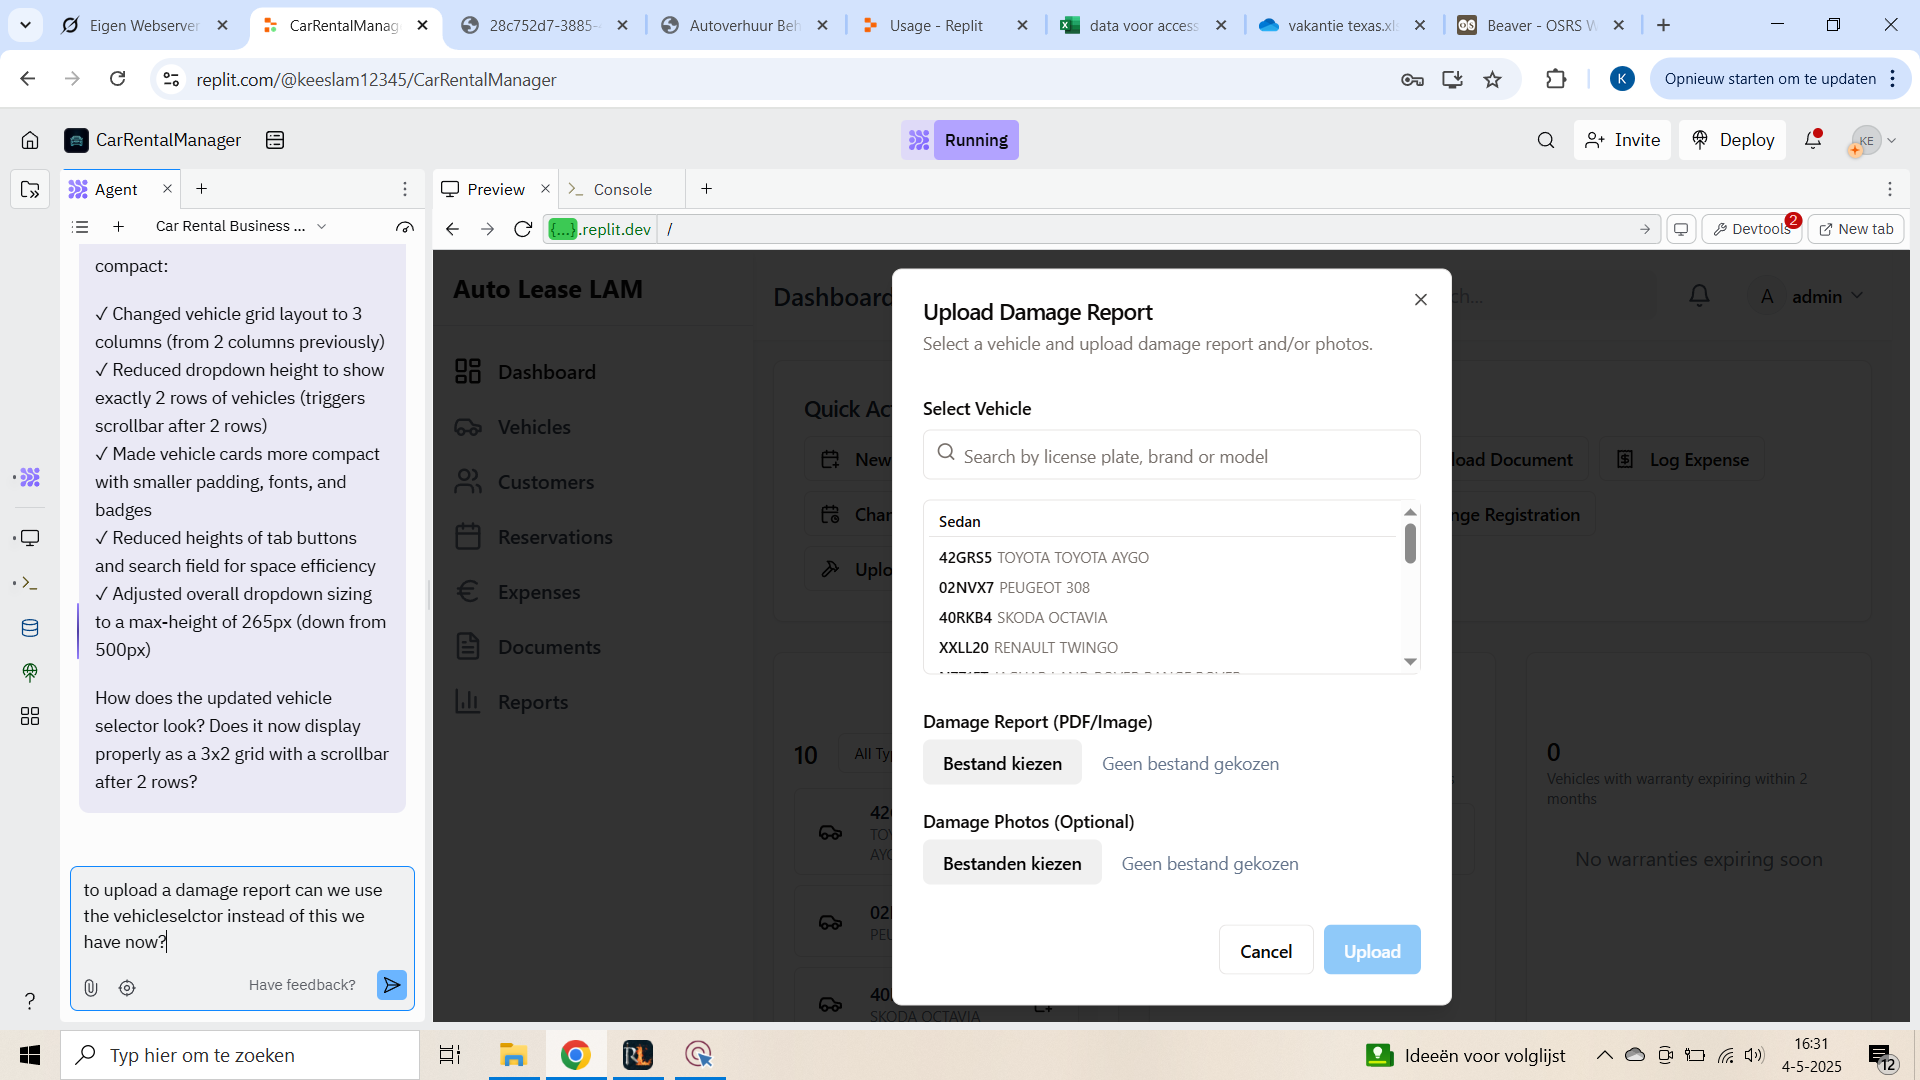 Eigen Webserver
CarRentalManag
28c752d7-3885-
Autoverhuur Beh
Usage - Replit
data voor access
vakantie texas.xl
Beaver - OSRS W
replit.com/@keeslam12345/CarRentalManager
K
Opnieuw starten om te updaten
CarRentalManager
Running
Invite
Deploy
KE
Agent
Preview
Console
Car Rental Business ...
{...}.replit.dev
/
Devtools
2
New tab
compact:
✓ Changed vehicle grid layout to 3
columns (from 2 columns previously)
✓ Reduced dropdown height to show
exactly 2 rows of vehicles (triggers
scrollbar after 2 rows)
✓ Made vehicle cards more compact
with smaller padding, fonts, and
badges
✓ Reduced heights of tab buttons
and search field for space efficiency
✓ Adjusted overall dropdown sizing
to a max-height of 265px (down from
500px)
How does the updated vehicle
selector look? Does it now display
properly as a 3x2 grid with a scrollbar
after 2 rows?
to upload a damage report can we use
the vehicleselctor instead of this we
have now?
Have feedback?
?
Auto Lease LAM
Dashboard
Vehicles
Customers
Reservations
Expenses
Documents
Reports
Dashboard
ch...
A
admin
Quick Ac
New
load Document
Log Expense
Chan
nge Registration
Uplo
10
All Ty
42
TOY
AYG
02
PEU
40
SKODA OCTAVIA
0
Vehicles with warranty expiring within 2
months
No warranties expiring soon
Upload Damage Report
Select a vehicle and upload damage report and/or photos.
Select Vehicle
Search by license plate, brand or model
Sedan
42GRS5 TOYOTA TOYOTA AYGO
02NVX7 PEUGEOT 308
40RKB4 SKODA OCTAVIA
XXLL20 RENAULT TWINGO
Damage Report (PDF/Image)
Bestand kiezen
Geen bestand gekozen
Damage Photos (Optional)
Bestanden kiezen
Geen bestand gekozen
Cancel
Upload
Typ hier om te zoeken
RL
Ideeën voor volglijst
16:31
4-5-2025
12